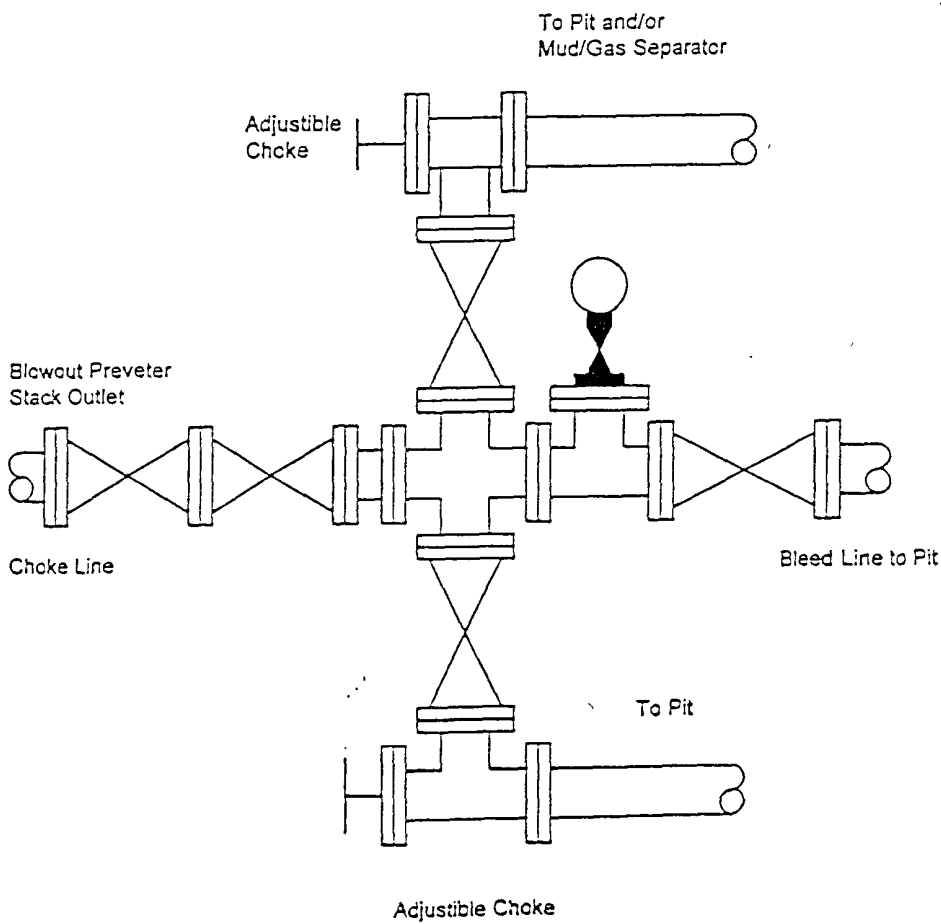 To Pit and/or
Mud/Gas Separator
Adjustible
Choke
Blowout Preveter
Stack Outlet
Choke Line
Bleed Line to Pit
To Pit
Adjustible Choke